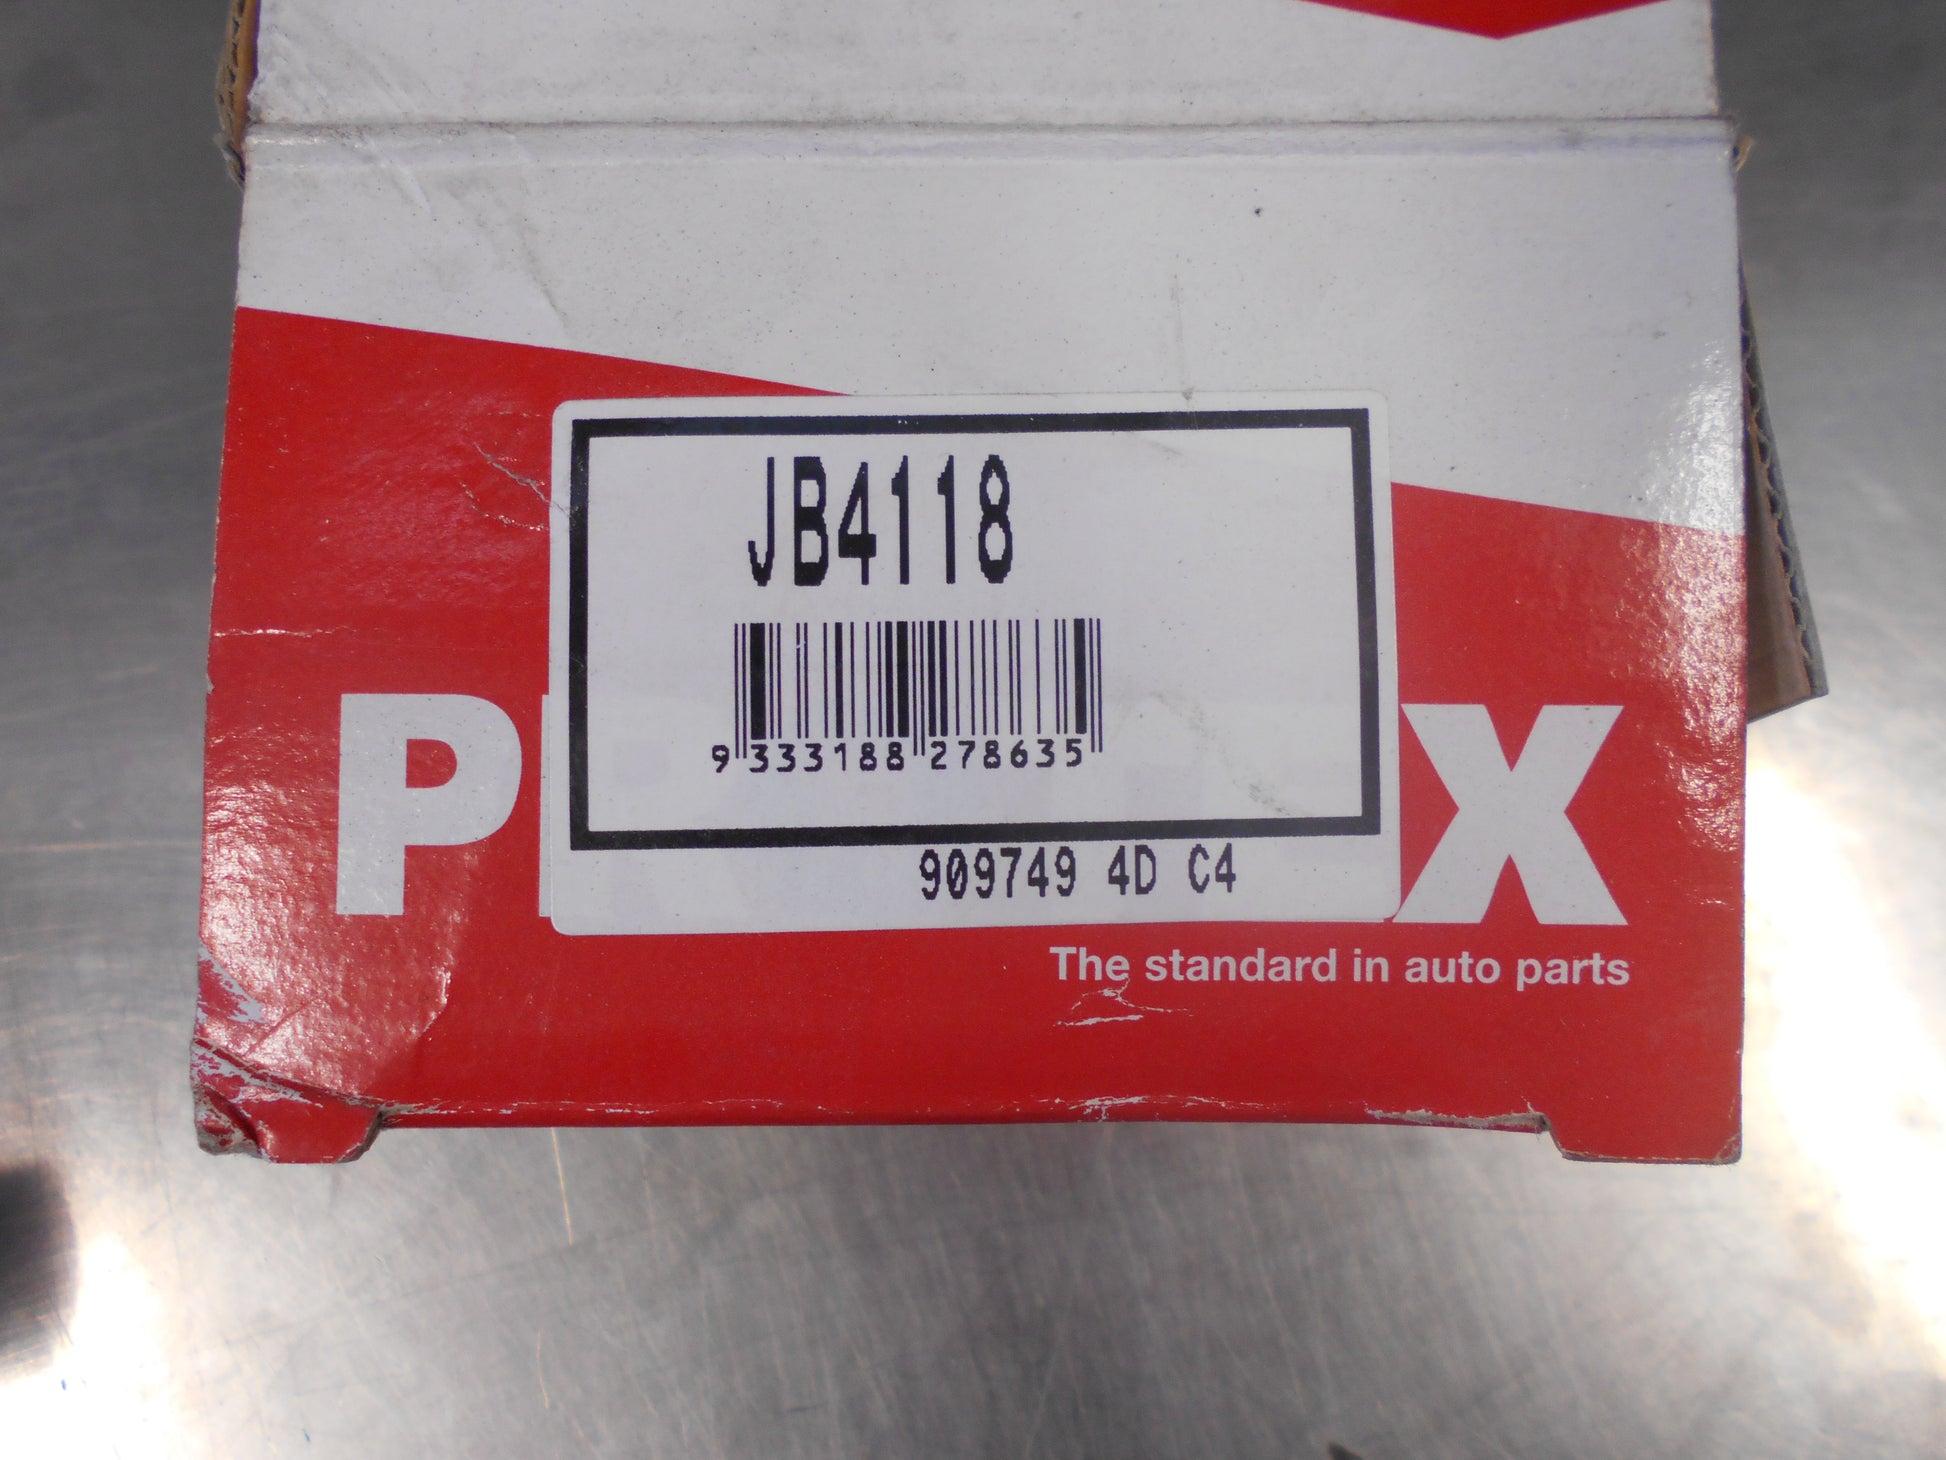 JB4118
9 333188 278635
909749 4D C4
The standard in auto parts